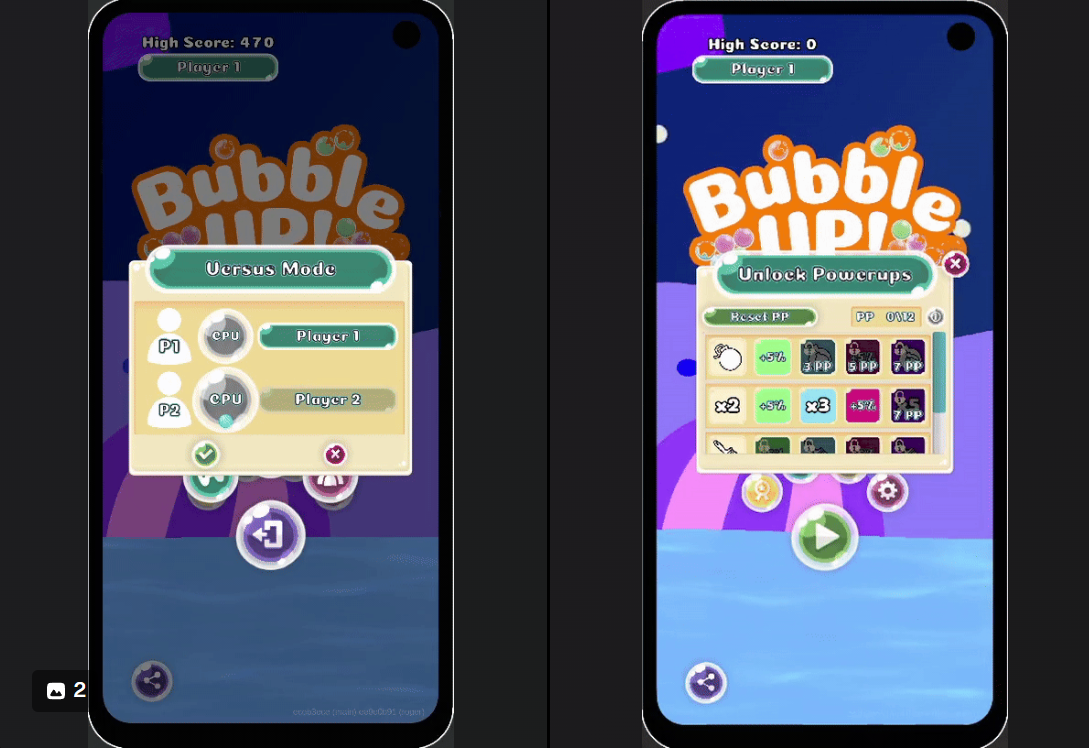 High Score: 470
Player 1
Bubble
UP!
Versus Mode
P1
CPU
Player 1
P2
CPU
Player 2
2
High Score: 0
Player 1
Bubble
UP!
Unlock Powerups
Reset PP
PP 0\12
+5%
3 PP
5 PP
7 PP
x2
+5%
x3
+5%
7 PP